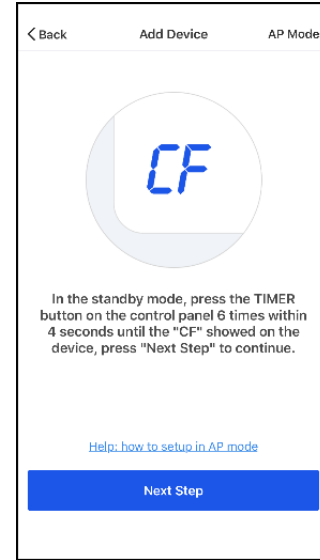 Back Add Device AP Mode
CF
In the standby mode, press the TIMER
button on the control panel 6 times within
4 seconds until the "CF" showed on the
device, press "Next Step" to continue.
Help: how to setup in AP mode
Next Step